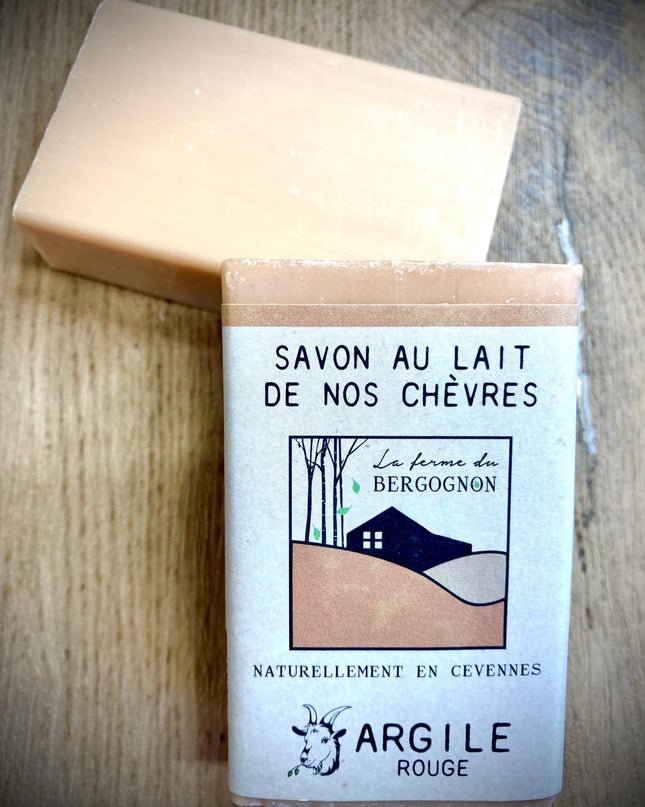 SAVON AU LAIT
DE NOS CHÈVRES
La ferme du
BERGOGNON
NATURELLEMENT EN CEVENNES
ARGILE
ROUGE